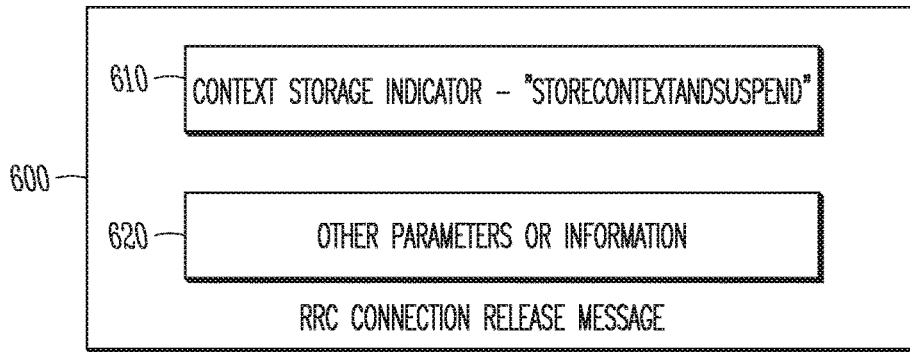 610
CONTEXT STORAGE INDICATOR - "STORECONTEXTANDSUSPEND"
600
620
OTHER PARAMETERS OR INFORMATION
RRC CONNECTION RELEASE MESSAGE